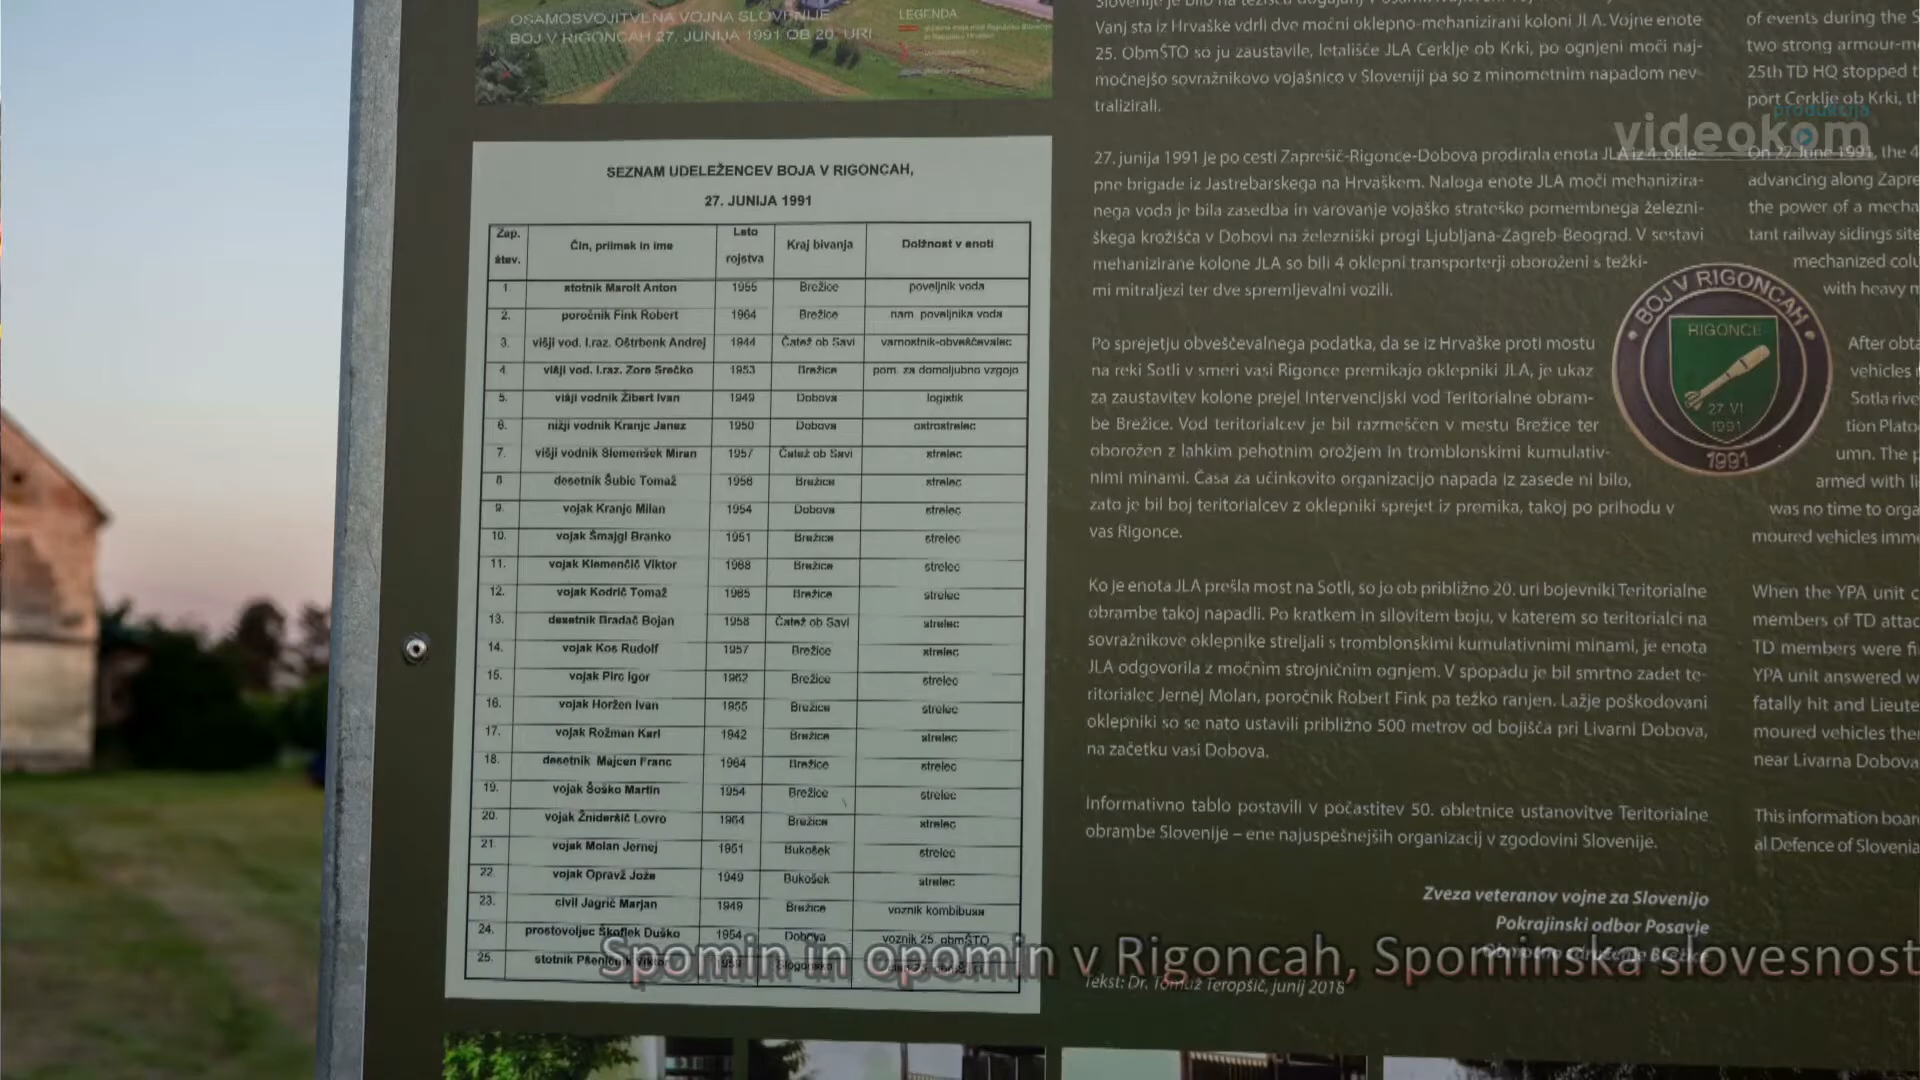 OSAMOSVOJITVENA VOJNA SLOVENIJE
BOJ V RIGONCAH 27. JUNIJA 1991 OB 20. URI
LEGENDA
SEZNAM UDELEŽENCEV BOJA V RIGONCAH,
27. JUNIJA 1991
Zap. štev. Čin, priimek in ime Leto rojstva Kraj bivanja Dolžnost v enoti
1. stotnik Marolt Anton 1955 Brežice poveljnik voda
2. poročnik Fink Robert 1964 Brežice nam. poveljnika voda
3. višji vod. I.raz. Oštrbenk Andrej 1944 Čatež ob Savi varnostnik-obveščevalec
4. višji vod. I.raz. Zore Srečko 1953 Brežice pom. za domoljubno vzgojo
5. višji vodnik Žibert Ivan 1949 Dobova logistik
6. nižji vodnik Kranjc Janez 1950 Dobova ostrostrelec
7. višji vodnik Slemenšek Miran 1957 Čatež ob Savi strelec
8 desetnik Šubic Tomaž 1958 Brežice strelec
9. vojak Kranjc Milan 1954 Dobova strelec
10. vojak Šmajgl Branko 1951 Brežice strelec
11. vojak Klemenčič Viktor 1968 Brežice strelec
12. vojak Kodrič Tomaž 1965 Brežice strelec
13. desetnik Gradač Bojan 1958 Čatež ob Savi strelec
14. vojak Kos Rudolf 1957 Brežice strelec
15. vojak Pirc Igor 1962 Brežice strelec
16. vojak Horžen Ivan 1955 Brežice strelec
17. vojak Rožman Karl 1942 Brežice strelec
18. desetnik Majcen Franc 1964 Brežice strelec
19. vojak Šoško Martin 1954 Brežice strelec
20. vojak Žnideršič Lovro 1964 Brežice strelec
21. vojak Molan Jernej 1951 Bukošek strelec
22. vojak Opravž Jože 1949 Bukošek strelec
23. civil Jagrič Marjan 1949 Brežice voznik kombibusa
24. prostovoljec Škoflek Duško 1954 Dobova voznik 25. obmŠTO
25. stotnik Pšeničnik Viktor
Vanj sta iz Hrvaške vdrli dve močni oklepno-mehanizirani koloni JLA. Vojne enote
25. ObmŠTO so ju zaustavile, letališče JLA Cerklje ob Krki, po ognjeni moči naj-
močnejšo sovražnikovo vojašnico v Sloveniji pa so z minometnim napadom nev
tralizirali.
27. junija 1991 je po cesti Zaprešič-Rigonce-Dobova prodirala enota JLA iz 4. okle-
pne brigade iz Jastrebarskega na Hrvaškem. Naloga enote JLA moči mehanizira-
nega voda je bila zasedba in varovanje vojaško strateško pomembnega železni-
škega krožišča v Dobovi na železniški progi Ljubljana-Zagreb-Beograd. V sestavi
mehanizirane kolone JLA so bili 4 oklepni transporterji oboroženi s težki-
mi mitraljezi ter dve spremljevalni vozili.
Po sprejetju obveščevalnega podatka, da se iz Hrvaške proti mostu
na reki Sotli v smeri vasi Rigonce premikajo oklepniki JLA, je ukaz
za zaustavitev kolone prejel Intervencijski vod Teritorialne obram-
be Brežice. Vod teritorialcev je bil razmeščen v mestu Brežice ter
oborožen z lahkim pehotnim orožjem in tromblonskimi kumulativ-
nimi minami. Časa za učinkovito organizacijo napada iz zasede ni bilo,
zato je bil boj teritorialcev z oklepniki sprejet iz premika, takoj po prihodu v
vas Rigonce.
Ko je enota JLA prešla most na Sotli, so jo ob približno 20. uri bojevniki Teritorialne
obrambe takoj napadli. Po kratkem in silovitem boju, v katerem so teritorialci na
sovražnikove oklepnike streljali s tromblonskimi kumulativnimi minami, je enota
JLA odgovorila z močnim strojničnim ognjem. V spopadu je bil smrtno zadet te-
ritorialec Jernej Molan, poročnik Robert Fink pa težko ranjen. Lažje poškodovani
oklepniki so se nato ustavili približno 500 metrov od bojišča pri Livarni Dobova,
na začetku vasi Dobova.
Informativno tablo postavili v počastitev 50. obletnice ustanovitve Teritorialne
obrambe Slovenije – ene najuspešnejših organizacij v zgodovini Slovenije.
Zveza veteranov vojne za Slovenijo
Pokrajinski odbor Posavje
Tekst: Dr. Tomaž Teropšič, junij 2018
BOJ V RIGONCAH
RIGONCE
27. VI
1991
1991
of events during the
two strong armour-m
25th TD HQ stopped
port Cerklje ob Krki,
On 27 June 1991, the 4
advancing along Zapre
the power of a mecha
tant railway sidings site
mechanized colu
with heavy
After obta
vehicles
Sotla rive
tion Plato
umn. The
armed with
was no time to orga
moured vehicles imme
When the YPA unit c
members of TD attac
TD members were
YPA unit answered
fatally hit and Lieute
moured vehicles
near Livarna Dobova
This information boar
al Defence of Slovenia
produkcija
videokom
Spomin in opomin v Rigoncah, Spominska slovesnost